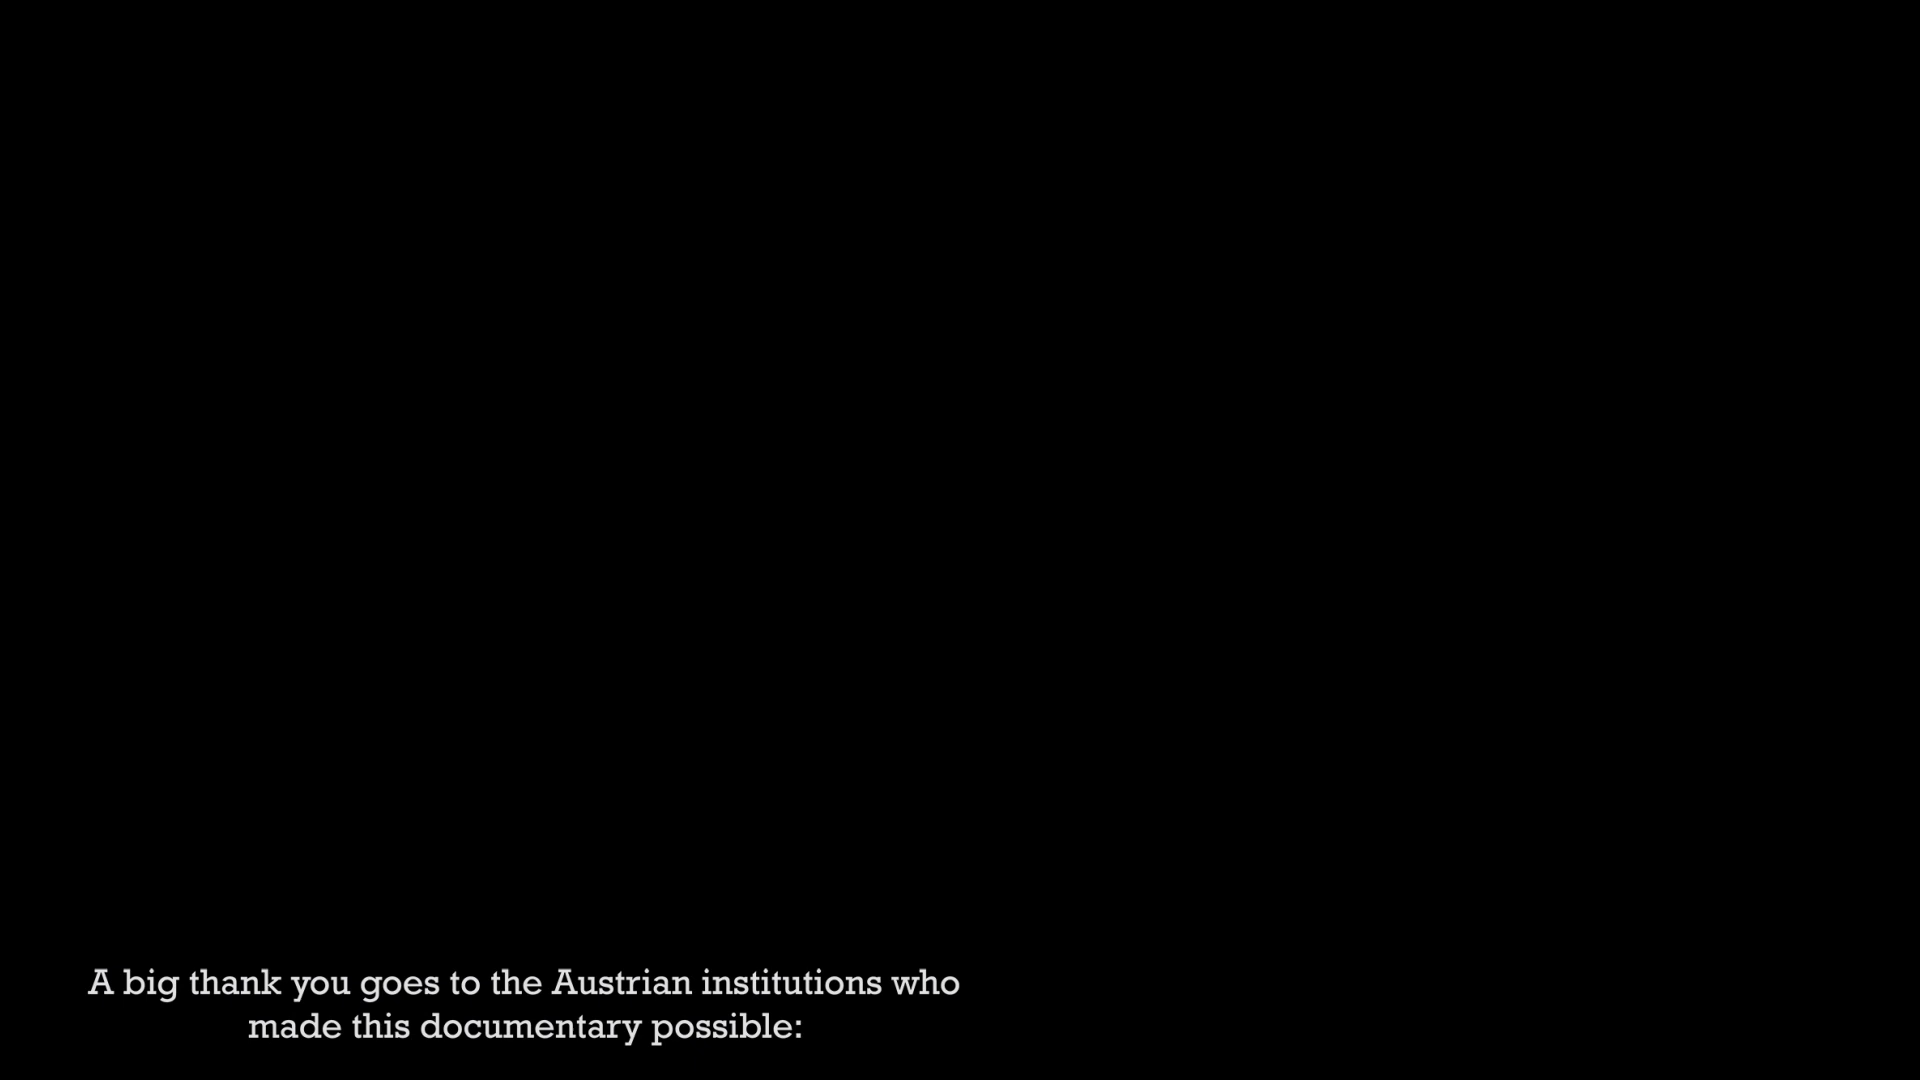 A big thank you goes to the Austrian institutions who
made this documentary possible: